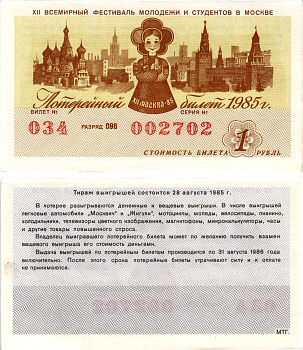 XII ВСЕМИРНЫЙ ФЕСТИВАЛЬ МОЛОДЕЖИ И СТУДЕНТОВ В МОСКВЕ
XII·МОСКВА·85
Лотерейный билет 1985 г.
БИЛЕТ № СЕРИЯ №
034 РАЗРЯД 09В 002702
1
СТОИМОСТЬ БИЛЕТА РУБЛЬ
Тираж выигрышей состоится 28 августа 1985 г.
В лотерее разыгрываются денежные и вещевые выигрыши. В числе выигрышей
легковые автомобили "Москвич" и "Жигули", мотоциклы, мопеды, велосипеды, пианино,
холодильники, телевизоры цветного изображения, магнитофоны, микрокалькуляторы, часы
и другие товары повышенного спроса.
Владелец выигравшего лотерейного билета может по желанию получить взамен
вещевого выигрыша его стоимость деньгами.
Выдача выигрышей по лотерейным билетам производится по 31 августа 1986 года
включительно. После этого срока лотерейные билеты утрачивают силу и к оплате
не принимаются.
МТГ.